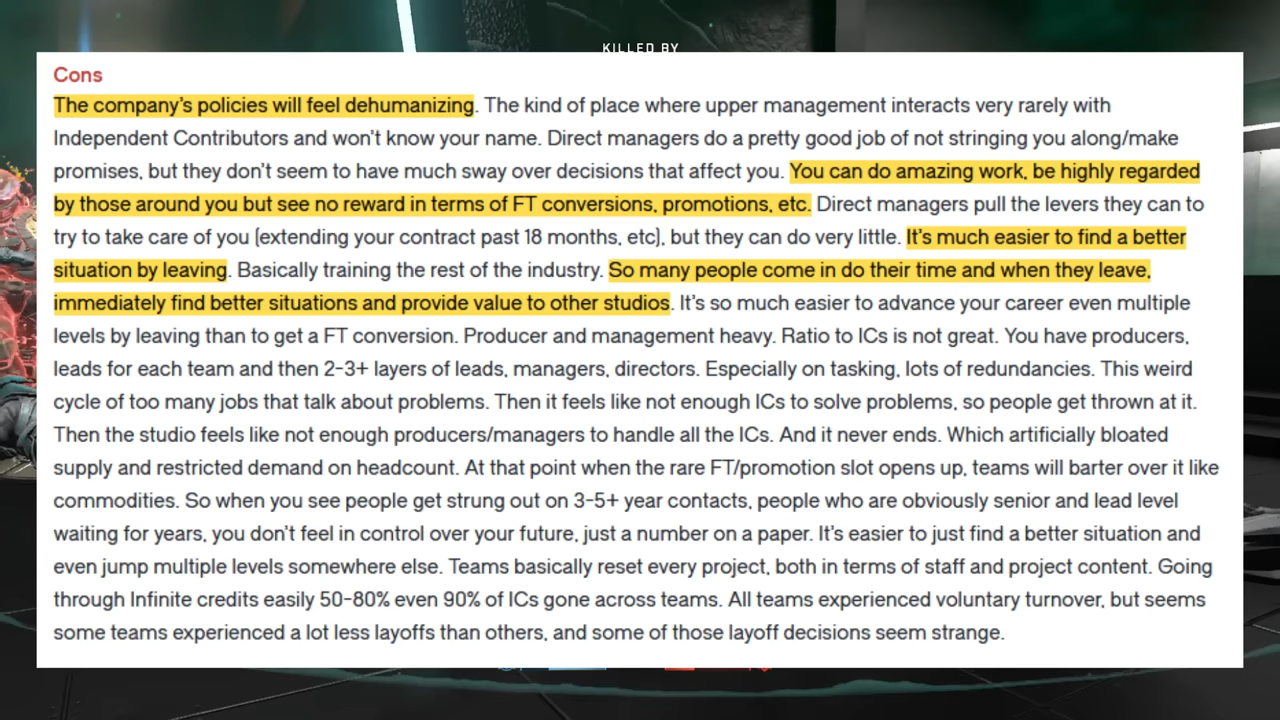 KILLED BY
Cons
The company's policies will feel dehumanizing. The kind of place where upper management interacts very rarely with
Independent Contributors and won't know your name. Direct managers do a pretty good job of not stringing you along/make
promises, but they don't seem to have much sway over decisions that affect you. You can do amazing work, be highly regarded
by those around you but see no reward in terms of FT conversions, promotions, etc. Direct managers pull the levers they can to
try to take care of you (extending your contract past 18 months, etc), but they can do very little. It's much easier to find a better
situation by leaving. Basically training the rest of the industry. So many people come in do their time and when they leave,
immediately find better situations and provide value to other studios. It's so much easier to advance your career even multiple
levels by leaving than to get a FT conversion. Producer and management heavy. Ratio to ICs is not great. You have producers,
leads for each team and then 2-3+ layers of leads, managers, directors. Especially on tasking, lots of redundancies. This weird
cycle of too many jobs that talk about problems. Then it feels like not enough ICs to solve problems, so people get thrown at it.
Then the studio feels like not enough producers/managers to handle all the ICs. And it never ends. Which artificially bloated
supply and restricted demand on headcount. At that point when the rare FT/promotion slot opens up, teams will barter over it like
commodities. So when you see people get strung out on 3-5+ year contacts, people who are obviously senior and lead level
waiting for years, you don't feel in control over your future, just a number on a paper. It's easier to just find a better situation and
even jump multiple levels somewhere else. Teams basically reset every project, both in terms of staff and project content. Going
through Infinite credits easily 50-80% even 90% of ICs gone across teams. All teams experienced voluntary turnover, but seems
some teams experienced a lot less layoffs than others, and some of those layoff decisions seem strange.